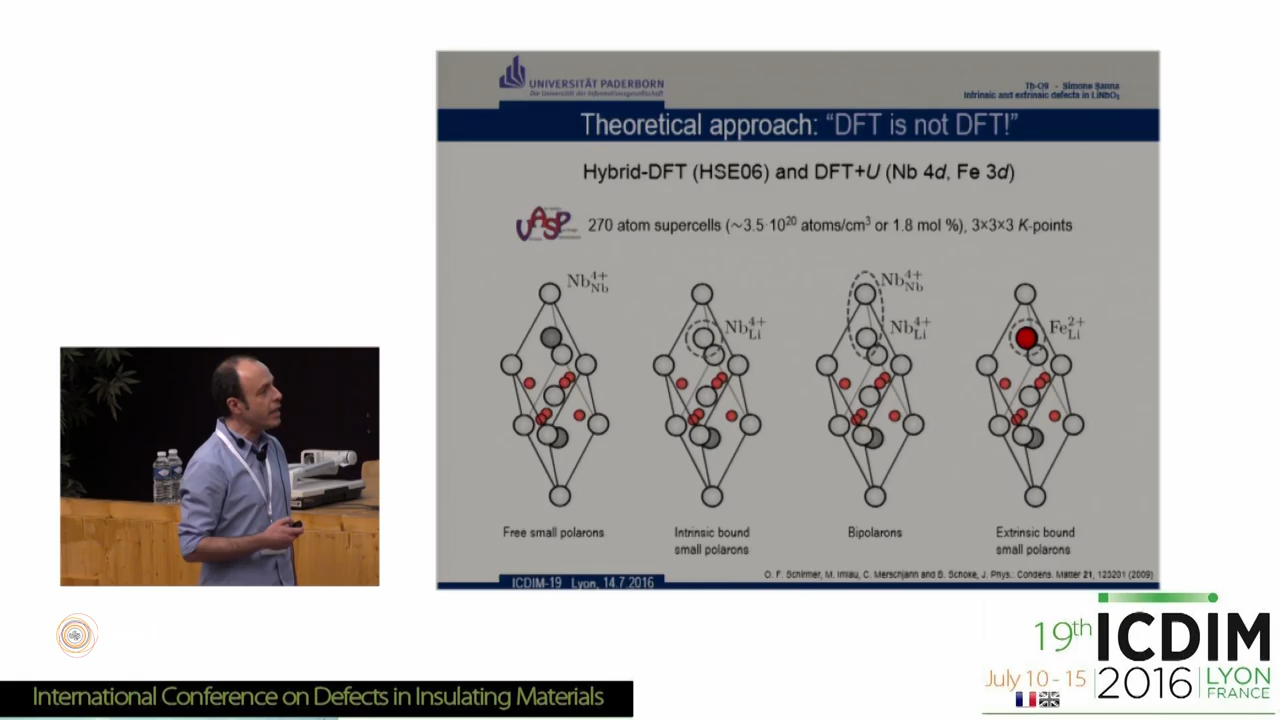 UNIVERSITÄT PADERBORN
Die Universität der Informationsgesellschaft
Th-O9 - Simone Sanna
Intrinsic and extrinsic defects in LiNbO₃
Theoretical approach: “DFT is not DFT!”
Hybrid-DFT (HSE06) and DFT+U (Nb 4d, Fe 3d)
VASP
270 atom supercells (~3.5·10²⁰ atoms/cm³ or 1.8 mol %), 3×3×3 K-points
Nb⁴⁺Nb
Nb⁴⁺Li
Nb⁴⁺Nb
Nb⁴⁺Li
Fe²⁺Li
Free small polarons
Intrinsic bound
small polarons
Bipolarons
Extrinsic bound
small polarons
O. F. Schirmer, M. Imlau, C. Merschjann and B. Schoke, J. Phys.: Condens. Matter 21, 123201 (2009)
ICDIM-19 Lyon, 14.7.2016
19th ICDIM
July 10 - 15 2016 LYON
FRANCE
International Conference on Defects in Insulating Materials